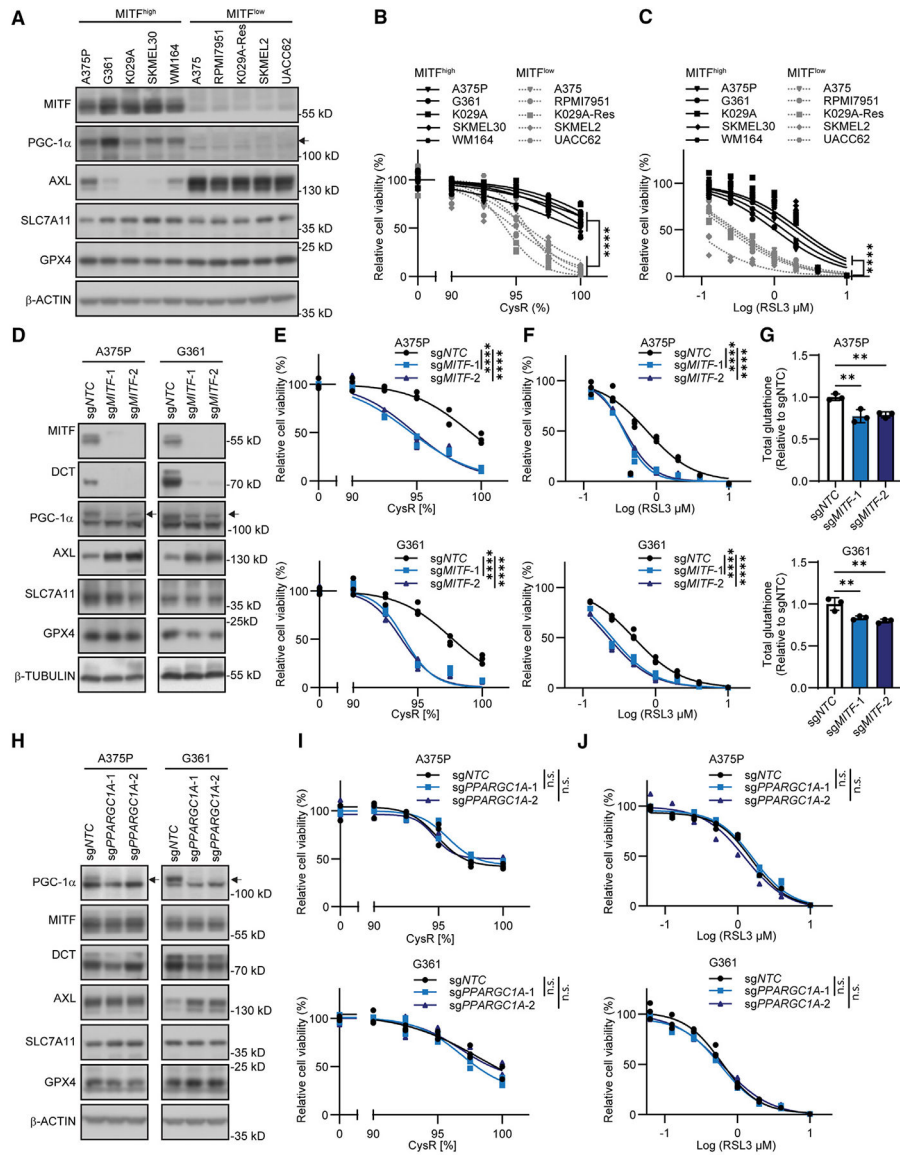 A
MITFhigh
MITFlow
A375P
G361
K029A
SKMEL30
WM164
A375
RPMI7951
K029A-Res
SKMEL2
UACC62
MITF
-55 kD
PGC-1α
-100 kD
AXL
-130 kD
SLC7A11
-35 kD
GPX4
-25 kD
β-ACTIN
-35 kD
B
MITFhigh
MITFlow
A375P
G361
K029A
SKMEL30
WM164
A375
RPMI7951
K029A-Res
SKMEL2
UACC62
Relative cell viability (%)
100
50
0
0
90
95
100
CysR (%)
****
C
MITFhigh
MITFlow
A375P
G361
K029A
SKMEL30
WM164
A375
RPMI7951
K029A-Res
SKMEL2
UACC62
Relative cell viability (%)
100
50
0
-1
0
1
Log (RSL3 μM)
****
D
A375P
G361
sgNTC
sgMITF-1
sgMITF-2
sgNTC
sgMITF-1
sgMITF-2
MITF
-55 kD
DCT
-70 kD
PGC-1α
-100 kD
AXL
-130 kD
SLC7A11
-35 kD
GPX4
25kD
β-TUBULIN
-55 kD
E
A375P
sgNTC
sgMITF-1
sgMITF-2
****
****
Relative cell viability (%)
100
50
0
0
90
95
100
CysR [%]
G361
sgNTC
sgMITF-1
sgMITF-2
****
****
Relative cell viability (%)
100
50
0
0
90
95
100
CysR [%]
F
A375P
sgNTC
sgMITF-1
sgMITF-2
****
****
Relative cell viability (%)
100
50
0
-1
0
1
Log (RSL3 μM)
G361
sgNTC
sgMITF-1
sgMITF-2
****
****
Relative cell viability (%)
100
50
0
-1
0
1
Log (RSL3 μM)
G
A375P
Total glutathione
(Relative to sgNTC)
1.5
1.0
0.5
0.0
**
**
sgNTC
sgMITF-1
sgMITF-2
G361
Total glutathione
(Relative to sgNTC)
1.5
1.0
0.5
0.0
**
**
sgNTC
sgMITF-1
sgMITF-2
H
A375P
G361
sgNTC
sgPPARGC1A-1
sgPPARGC1A-2
sgNTC
sgPPARGC1A-1
sgPPARGC1A-2
PGC-1α
-100 kD
MITF
-55 kD
DCT
-70 kD
AXL
-130 kD
SLC7A11
-35 kD
GPX4
-25 kD
β-ACTIN
-35 kD
I
A375P
sgNTC
sgPPARGC1A-1
sgPPARGC1A-2
n.s.
n.s.
Relative cell viability (%)
150
100
50
0
0
90
95
100
CysR [%]
G361
sgNTC
sgPPARGC1A-1
sgPPARGC1A-2
n.s.
n.s.
Relative cell viability (%)
150
100
50
0
0
90
95
100
CysR [%]
J
A375P
sgNTC
sgPPARGC1A-1
sgPPARGC1A-2
n.s.
n.s.
Relative cell viability (%)
150
100
50
0
-1
0
1
Log (RSL3 μM)
G361
sgNTC
sgPPARGC1A-1
sgPPARGC1A-2
n.s.
n.s.
Relative cell viability (%)
150
100
50
0
-1
0
1
Log (RSL3 μM)